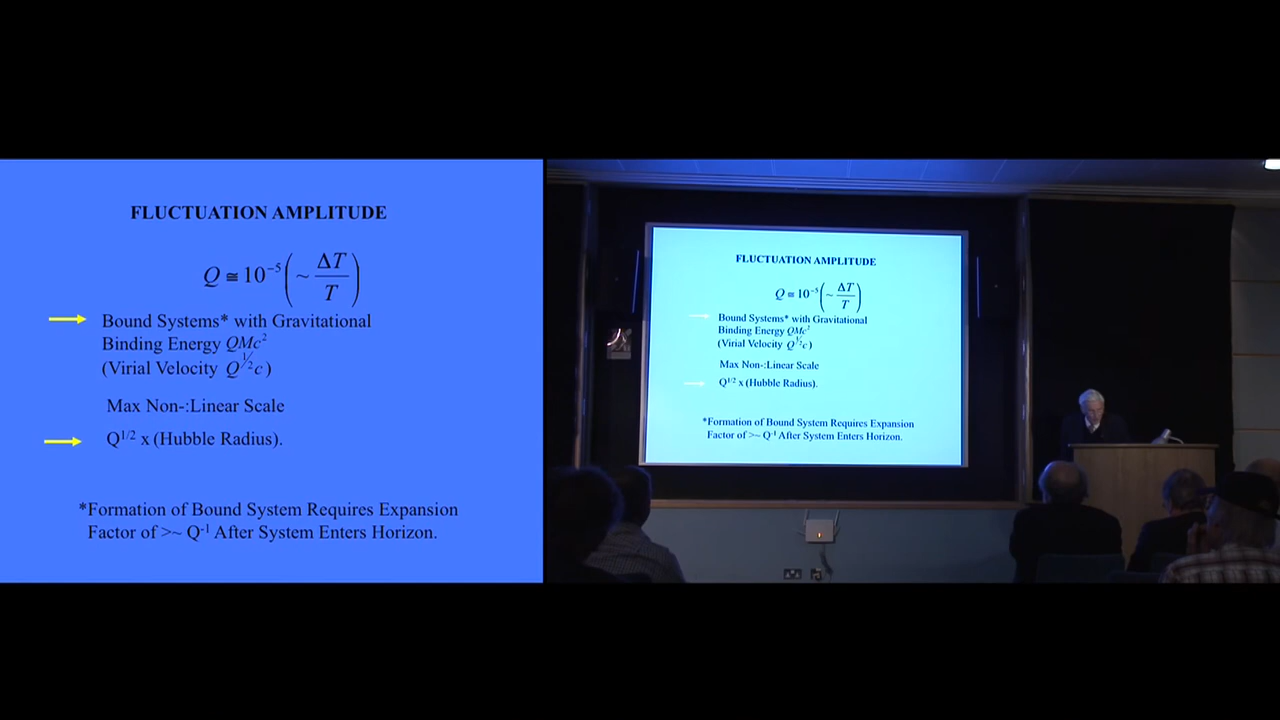 FLUCTUATION AMPLITUDE
Q ≅ 10⁻⁵ (~ ΔT/T)
Bound Systems* with Gravitational
Binding Energy QMc²
(Virial Velocity Q^½c)
Max Non-:Linear Scale
Q^1/2 x (Hubble Radius).
*Formation of Bound System Requires Expansion
Factor of >~ Q⁻¹ After System Enters Horizon.
FLUCTUATION AMPLITUDE
Q ≅ 10⁻⁵ (~ ΔT/T)
Bound Systems* with Gravitational
Binding Energy QMc²
(Virial Velocity Q^½c)
Max Non-:Linear Scale
Q^1/2 x (Hubble Radius).
*Formation of Bound System Requires Expansion
Factor of >~ Q⁻¹ After System Enters Horizon.